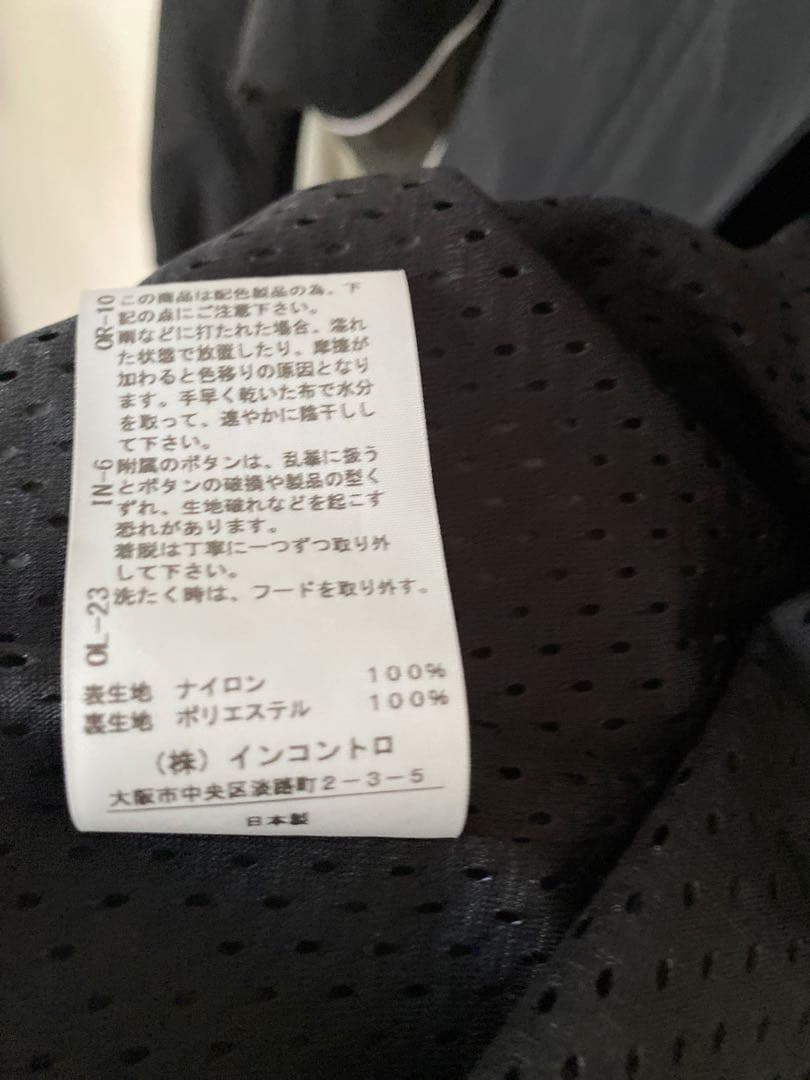 OR-10 この商品は配色製品の為、下
記の点にご注意下さい。
雨などに打たれた場合、濡れ
た状態で放置したり、摩擦が
加わると色移りの原因となり
ます。手早く乾いた布で水分
を取って、速やかに陰干しし
て下さい。
IN-6 附属のボタンは、乱暴に扱う
とボタンの破損や製品の型く
ずれ、生地破れなどを起こす
恐れがあります。
着脱は丁寧に一つずつ取り外
して下さい。
OL-23 洗たく時は、フードを取り外す。
表生地 ナイロン 100%
裏生地 ポリエステル 100%
(株)インコントロ
大阪市中央区淡路町2-3-5
日本製